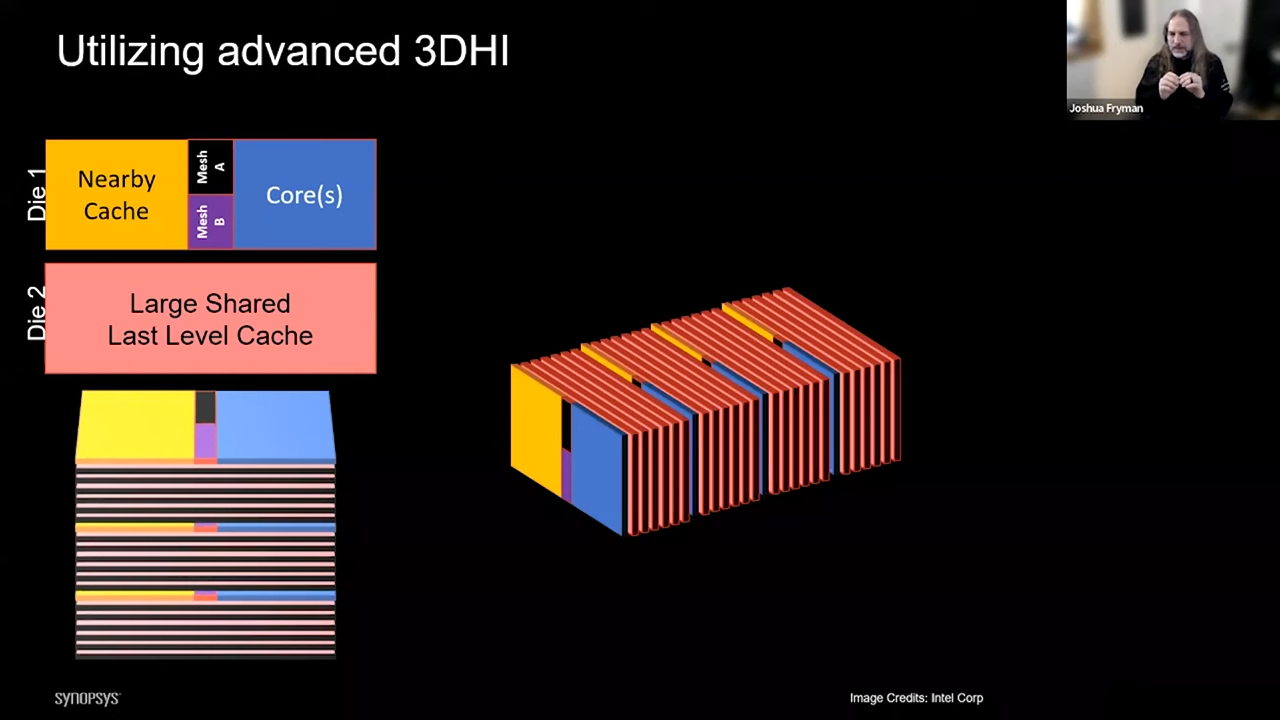 Utilizing advanced 3DHI
Joshua Fryman
Die 1
Nearby
Cache
Mesh
A
Mesh
B
Core(s)
Die 2
Large Shared
Last Level Cache
SYNOPSYS
Image Credits: Intel Corp